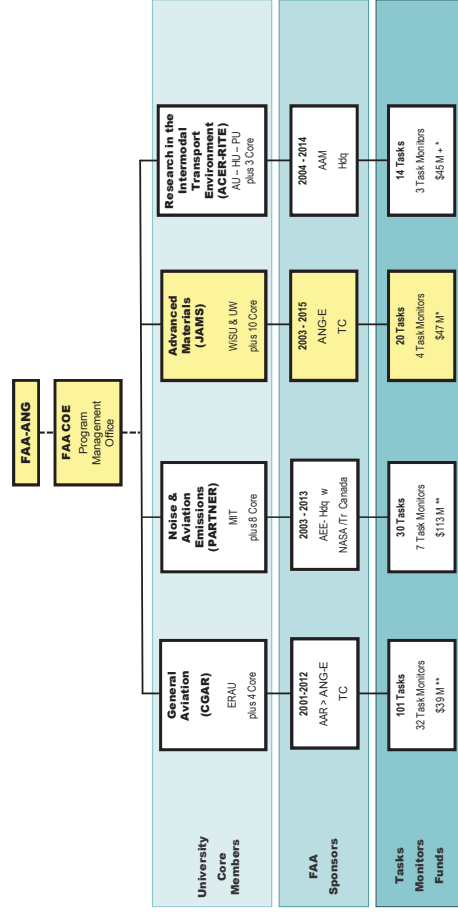 FAA-ANG
FAA COE
Program
Management
Office
University
Core
Members
General
Aviation
(CGAR)
ERAU
plus 4 Core
Noise &
Aviation
Emissions
(PARTNER)
MIT
plus 8 Core
Advanced
Materials
(JAMS)
WiSU & UW
plus 10 Core
Research in the
Intermodal
Transport
Environment
(ACER-RITE)
AU – HU – PU
plus 3 Core
FAA
Sponsors
2001-2012
AAR > ANG-E
TC
2003 - 2013
AEE- Hdq w
NASA /Tr Canada
2003 - 2015
ANG-E
TC
2004 - 2014
AAM
Hdq
Tasks
Monitors
Funds
101 Tasks
32 Task Monitors
$39 M **
30 Tasks
7 Task Monitors
$113 M **
20 Tasks
4 Task Monitors
$47 M*
14 Tasks
3 Task Monitors
$45 M + *